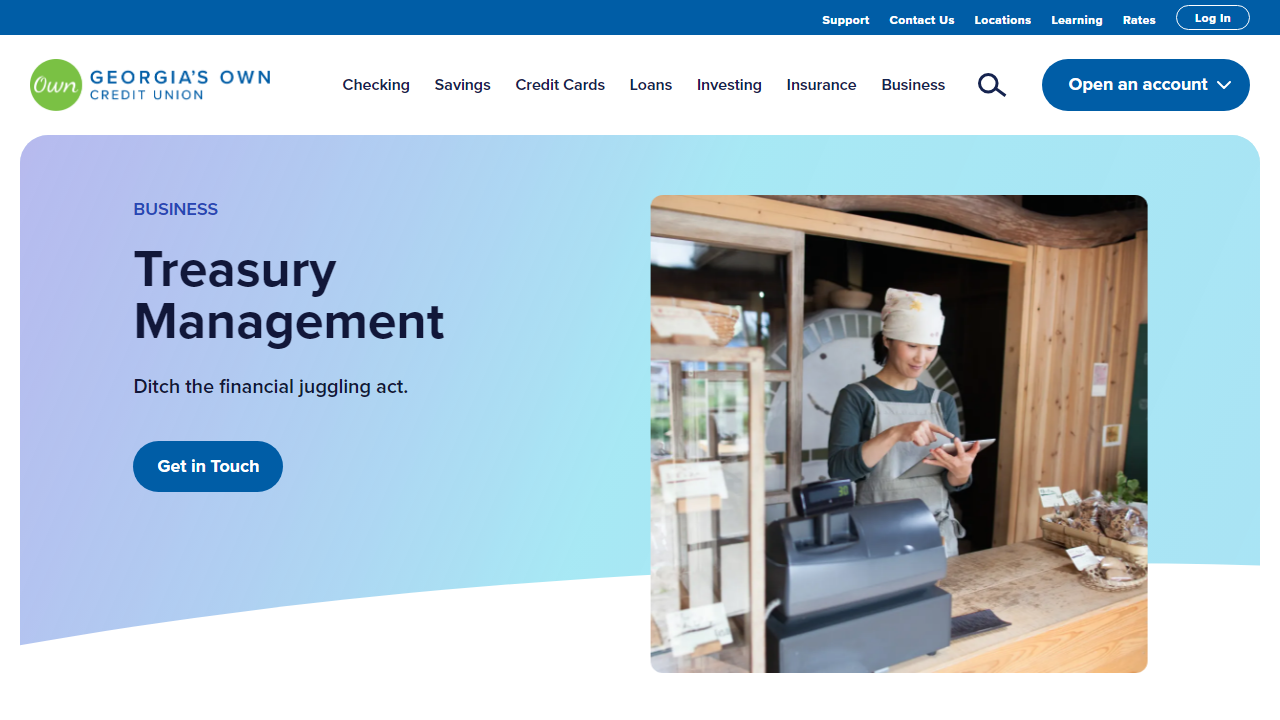 Support Contact Us Locations Learning Rates Log In
Own GEORGIA'S OWN
CREDIT UNION
Checking Savings Credit Cards Loans Investing Insurance Business Open an account
BUSINESS
Treasury
Management
Ditch the financial juggling act.
Get in Touch